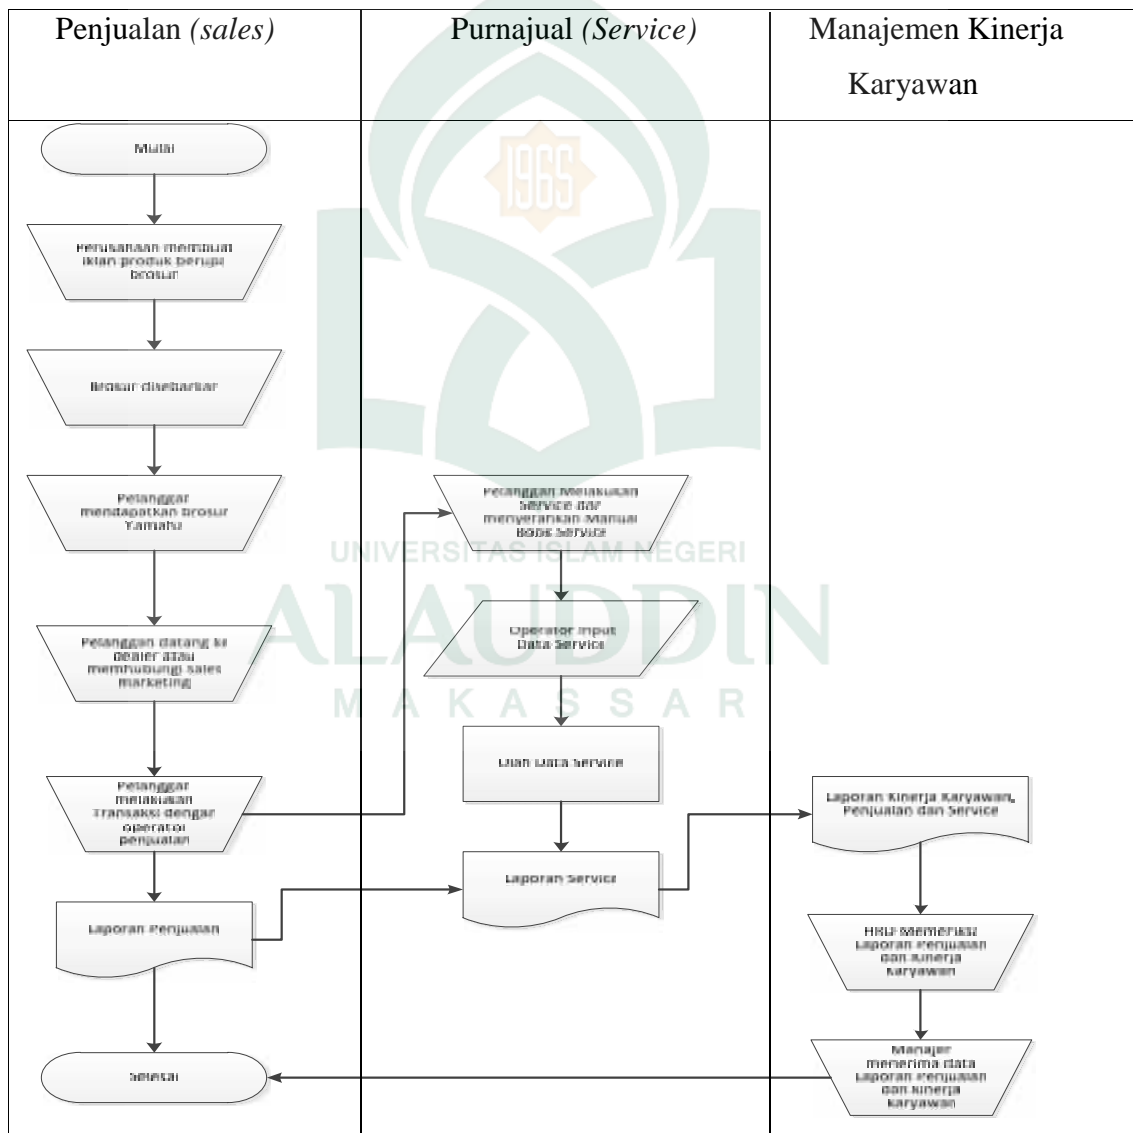 Penjualan (sales)
Purnajual (Service)
Manajemen Kinerja
Karyawan
Mulai
Perusahaan membuat
iklan produk berupa
brosur
Brosur disebarkan
Pelanggan
mendapatkan brosur
Yamaha
Pelanggan datang ke
dealer atau
memhubungi sales
marketing
Pelanggan
melakukan
Transaksi dengan
operator
penjualan
Laporan Penjualan
Selesai
Pelanggan Melakukan
Service dan
menyerahkan Manual
Book Service
Operator Input
Data Service
Olah Data Service
Laporan Service
Laporan Kinerja Karyawan,
Penjualan dan Service
HRD Memeriksa
Laporan Penjualan
dan Kinerja
Karyawan
Manajer
menerima data
Laporan Penjualan
dan Kinerja
Karyawan
1965
UNIVERSITAS ISLAM NEGERI
ALAUDDIN
MAKASSAR